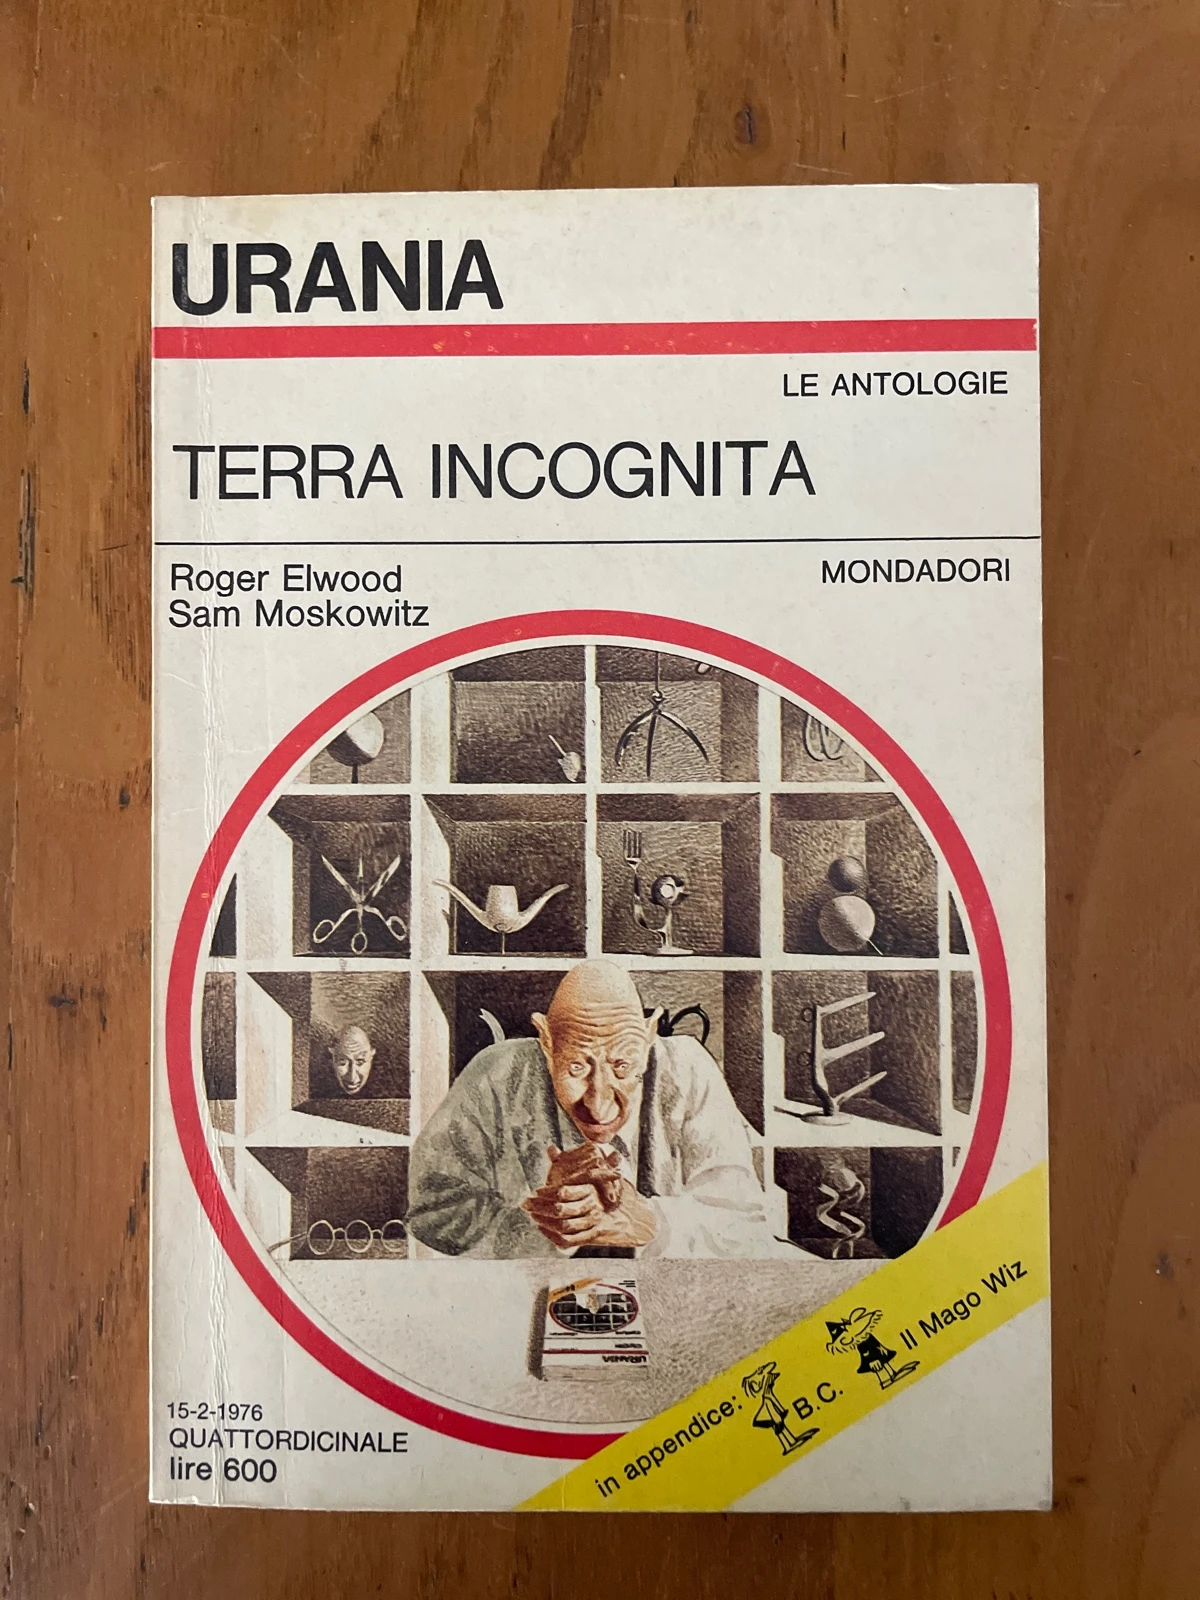 URANIA
LE ANTOLOGIE
TERRA INCOGNITA
Roger Elwood
Sam Moskowitz
MONDADORI
URANIA
in appendice: B.C. Il Mago Wiz
15-2-1976
QUATTORDICINALE
lire 600